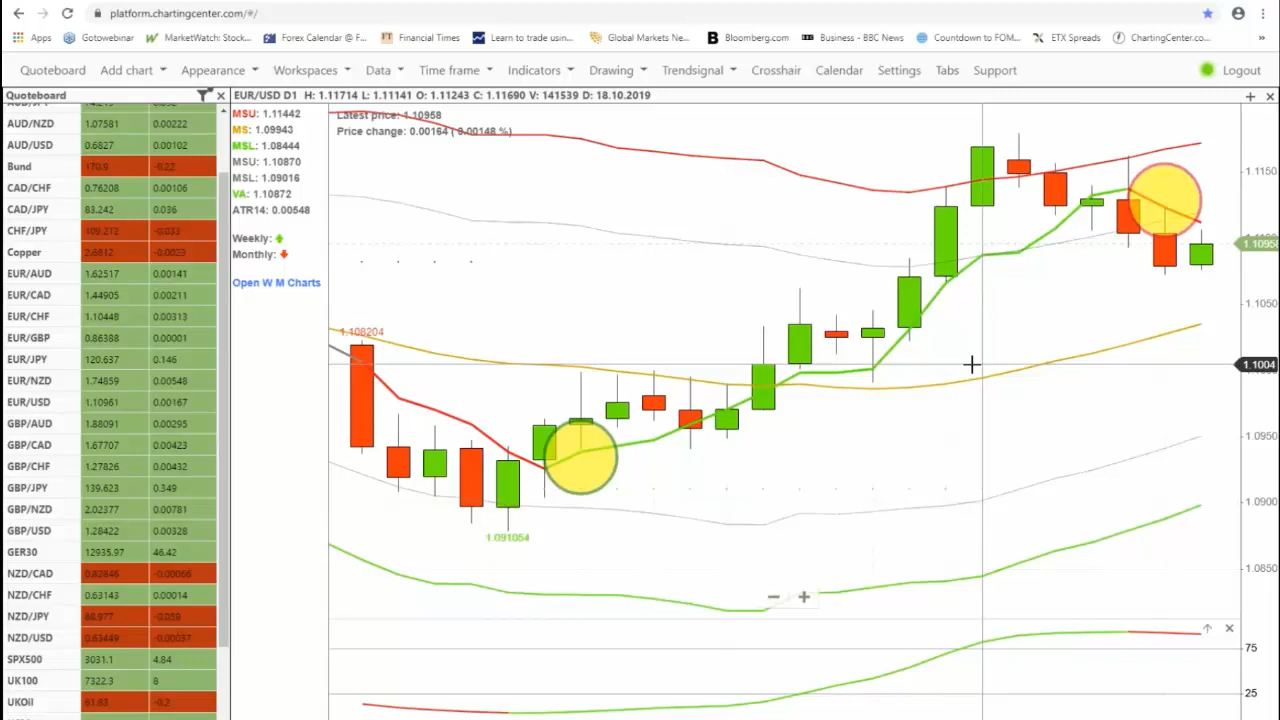 platform.chartingcenter.com/#/
Apps Gotowebinar MarketWatch: Stock... Forex Calendar @ F... FT Financial Times Learn to trade usin... Global Markets Ne... B Bloomberg.com BBC Business - BBC News Countdown to FOM... ETX Spreads ChartingCenter.co... »
Quoteboard Add chart Appearance Workspaces Data Time frame Indicators Drawing Trendsignal Crosshair Calendar Settings Tabs Support Logout
Quoteboard
AUD/NZD 1.07581 0.00222
AUD/USD 0.6827 0.00102
Bund 170.9 -0.22
CAD/CHF 0.76208 0.00106
CAD/JPY 83.242 0.036
CHF/JPY 109.212 -0.033
Copper 2.6812 -0.0023
EUR/AUD 1.62517 0.00141
EUR/CAD 1.44905 0.00211
EUR/CHF 1.10448 0.00313
EUR/GBP 0.86388 0.00001
EUR/JPY 120.637 0.146
EUR/NZD 1.74859 0.00548
EUR/USD 1.10961 0.00167
GBP/AUD 1.88091 0.00295
GBP/CAD 1.67707 0.00423
GBP/CHF 1.27826 0.00432
GBP/JPY 139.623 0.349
GBP/NZD 2.02377 0.00781
GBP/USD 1.28422 0.00328
GER30 12935.97 46.42
NZD/CAD 0.82846 -0.00066
NZD/CHF 0.63143 0.00014
NZD/JPY 68.977 -0.059
NZD/USD 0.63449 -0.00037
SPX500 3031.1 4.84
UK100 7322.3 8
UKOil 61.83 -0.2
EUR/USD D1 H: 1.11714 L: 1.11141 O: 1.11243 C: 1.11690 V: 141539 D: 18.10.2019
MSU: 1.11442
MS: 1.09943
MSL: 1.08444
MSU: 1.10870
MSL: 1.09016
VA: 1.10872
ATR14: 0.00548
Weekly:
Monthly:
Open W M Charts
Latest price: 1.10958
Price change: 0.00164 ( 0.00148 %)
1.108204
1.091054
1.1150
1.10958
1.1050
1.1004
1.0950
1.0900
1.0850
75
25